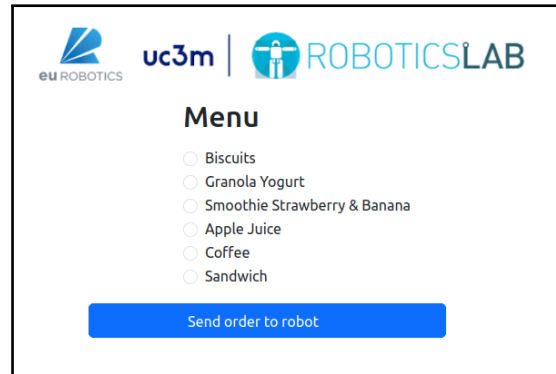 eu ROBOTICS
uc3m
ROBOTICSLAB
Menu
Biscuits
Granola Yogurt
Smoothie Strawberry & Banana
Apple Juice
Coffee
Sandwich
Send order to robot